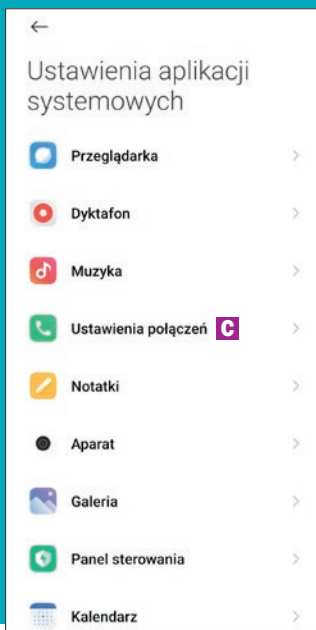 Ustawienia aplikacji
systemowych
Przeglądarka
Dyktafon
Muzyka
Ustawienia połączeń C
Notatki
Aparat
Galeria
Panel sterowania
Kalendarz